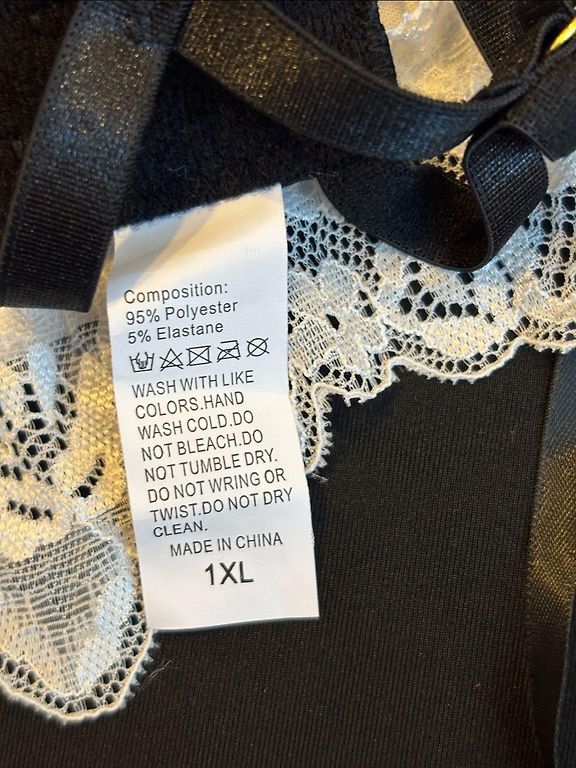 Composition:
95% Polyester
5% Elastane
WASH WITH LIKE
COLORS.HAND
WASH COLD.DO
NOT BLEACH.DO
NOT TUMBLE DRY.
DO NOT WRING OR
TWIST.DO NOT DRY
CLEAN.
MADE IN CHINA
1XL